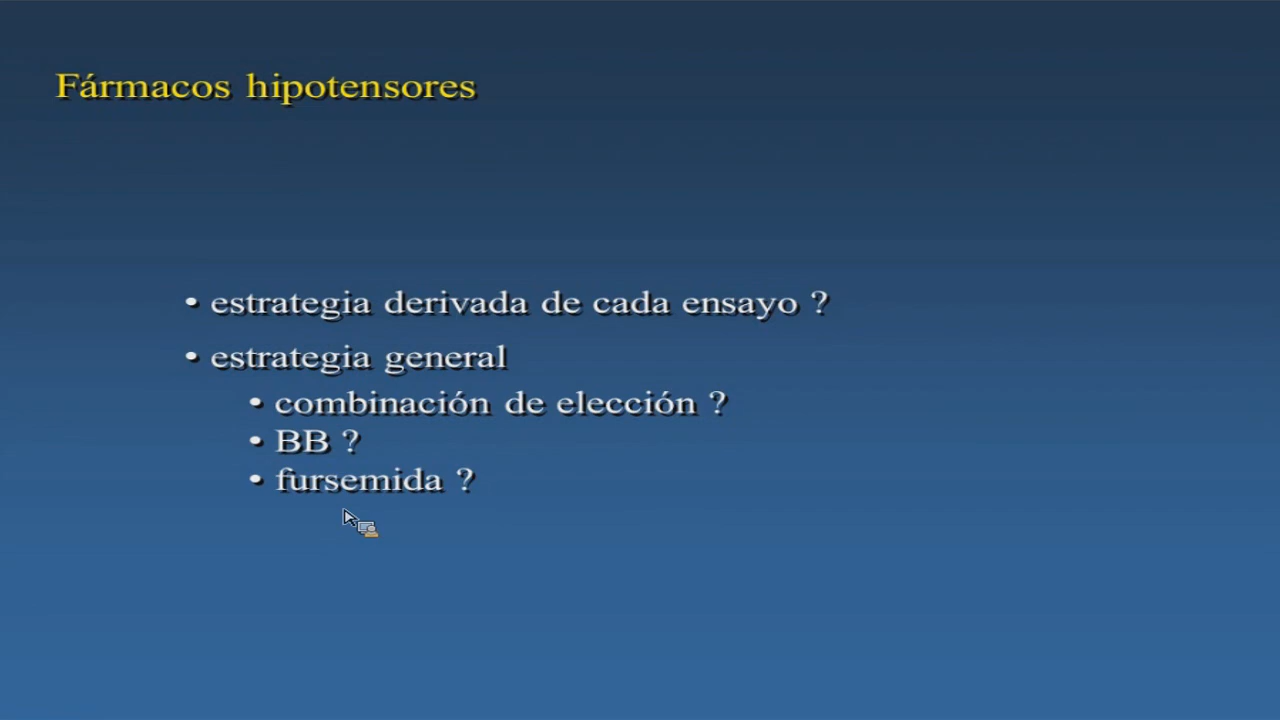 Fármacos hipotensores
• estrategia derivada de cada ensayo ?
• estrategia general
• combinación de elección ?
• BB ?
• fursemida ?